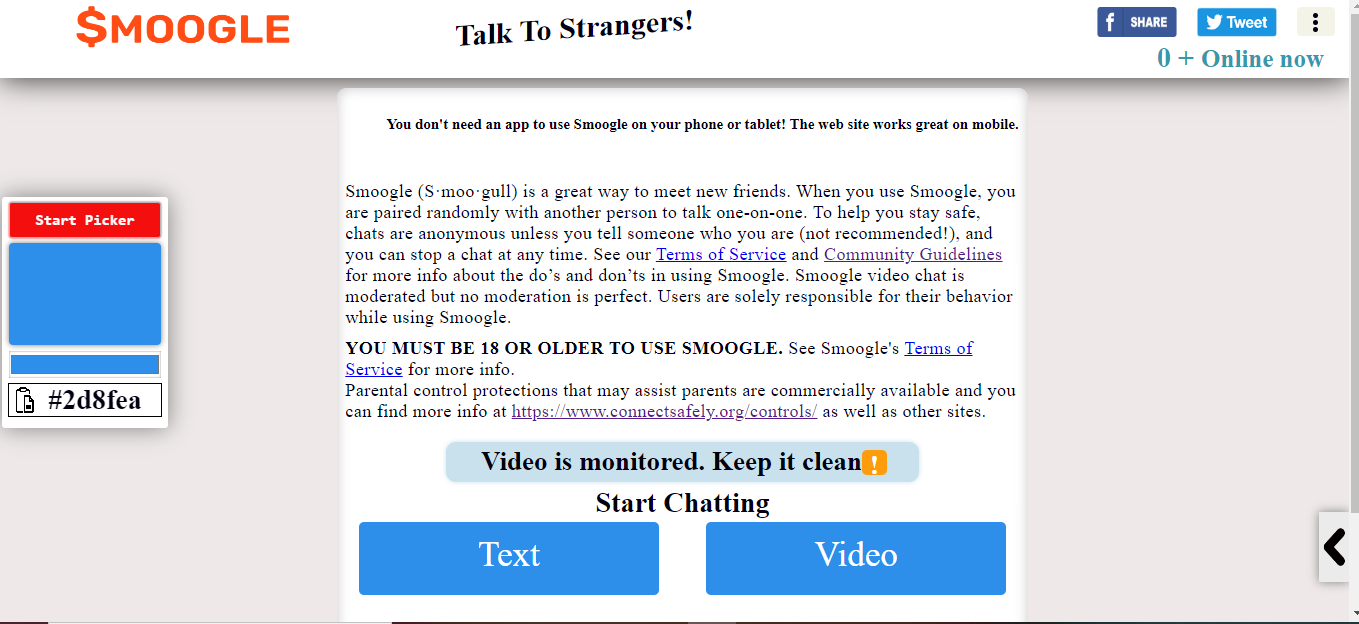 $MOOGLE
Talk To Strangers!
SHARE
Tweet
0 + Online now
You don't need an app to use Smoogle on your phone or tablet! The web site works great on mobile.
Smoogle (S·moo·gull) is a great way to meet new friends. When you use Smoogle, you
are paired randomly with another person to talk one-on-one. To help you stay safe,
chats are anonymous unless you tell someone who you are (not recommended!), and
you can stop a chat at any time. See our Terms of Service and Community Guidelines
for more info about the do’s and don’ts in using Smoogle. Smoogle video chat is
moderated but no moderation is perfect. Users are solely responsible for their behavior
while using Smoogle.
YOU MUST BE 18 OR OLDER TO USE SMOOGLE. See Smoogle's Terms of
Service for more info.
Parental control protections that may assist parents are commercially available and you
can find more info at https://www.connectsafely.org/controls/ as well as other sites.
Start Picker
#2d8fea
Video is monitored. Keep it clean❗
Start Chatting
Text
Video